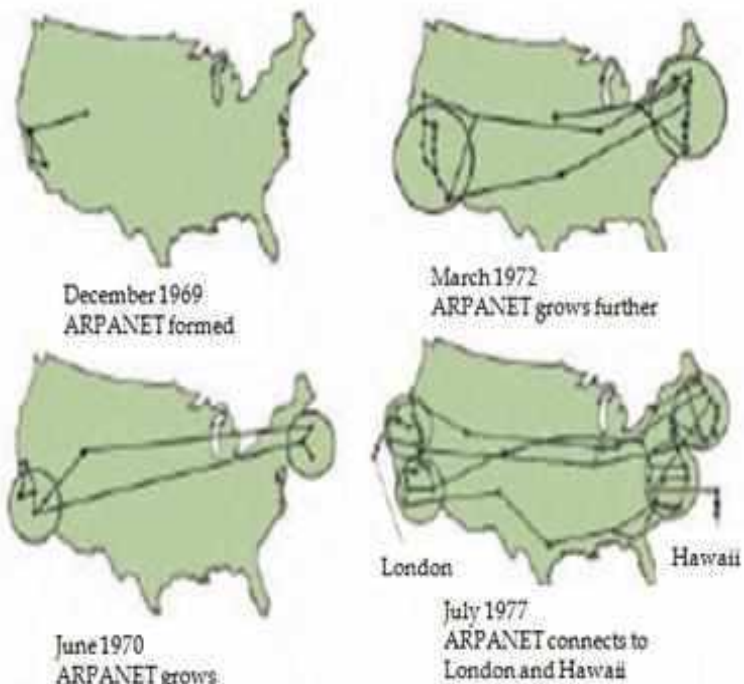 December 1969
ARPANET formed
March 1972
ARPANET grows further
June 1970
ARPANET grows
London
Hawaii
July 1977
ARPANET connects to
London and Hawaii